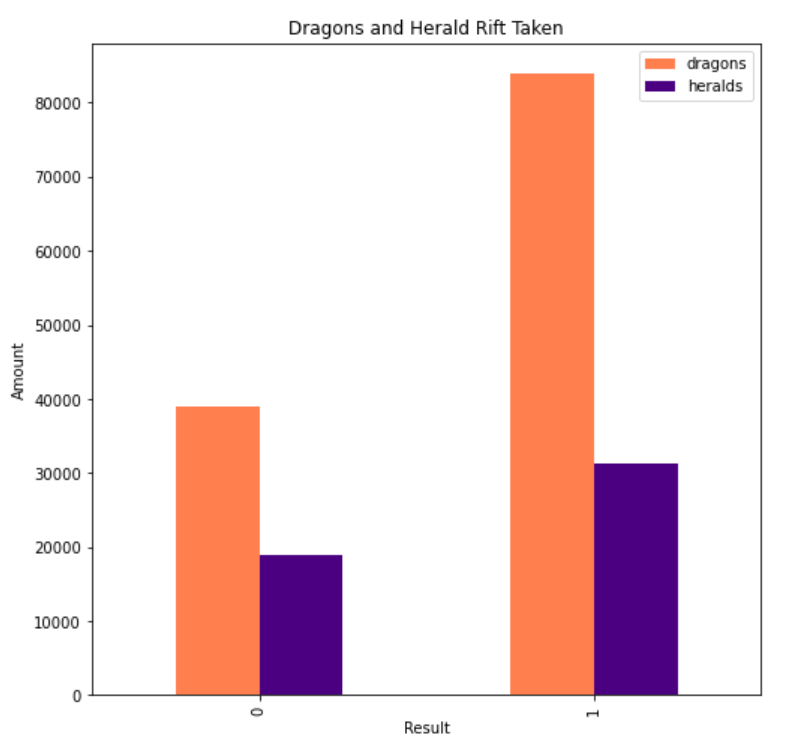 Dragons and Herald Rift Taken
dragons
heralds
Amount
80000
70000
60000
50000
40000
30000
20000
10000
0
0
1
Result